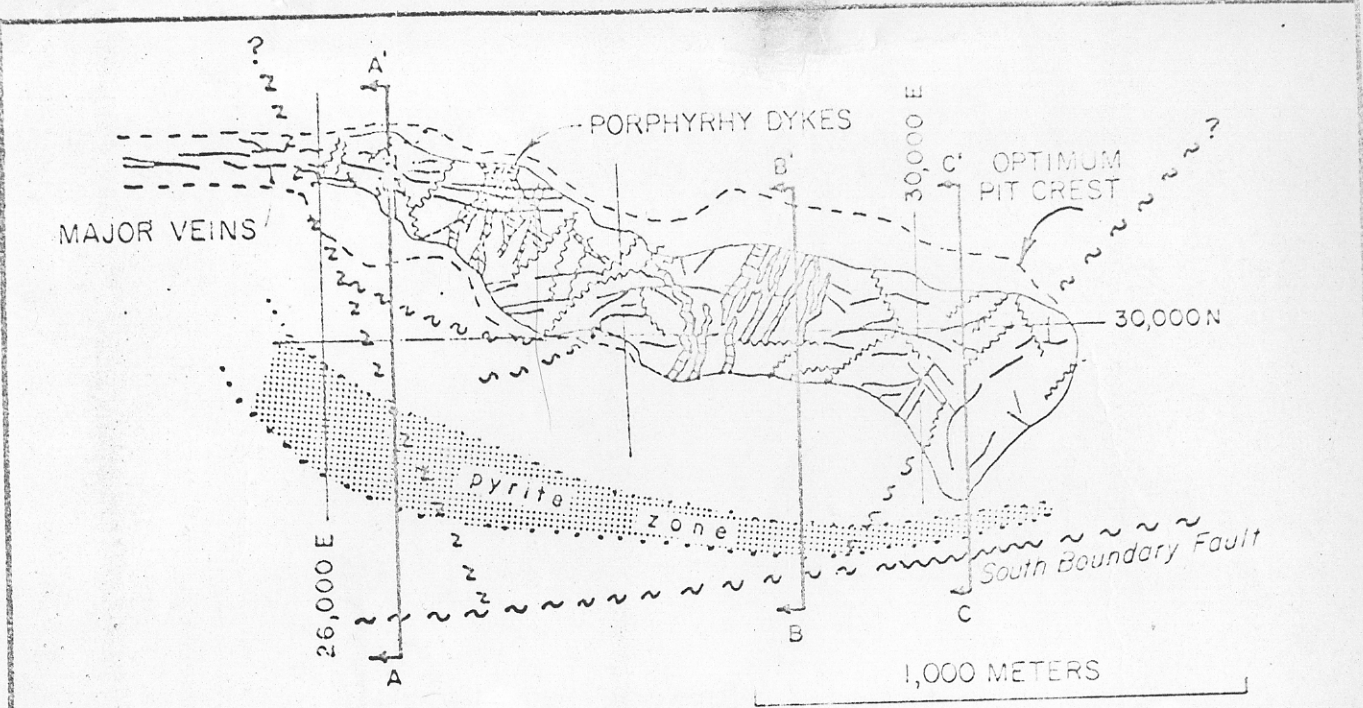 ?
A'
PORPHYRHY DYKES
30,000 E
?
B'
C'
OPTIMUM
PIT CREST
MAJOR VEINS
30,000 N
pyrite zone
26,000 E
South Boundary Fault
A
B
C
1,000 METERS